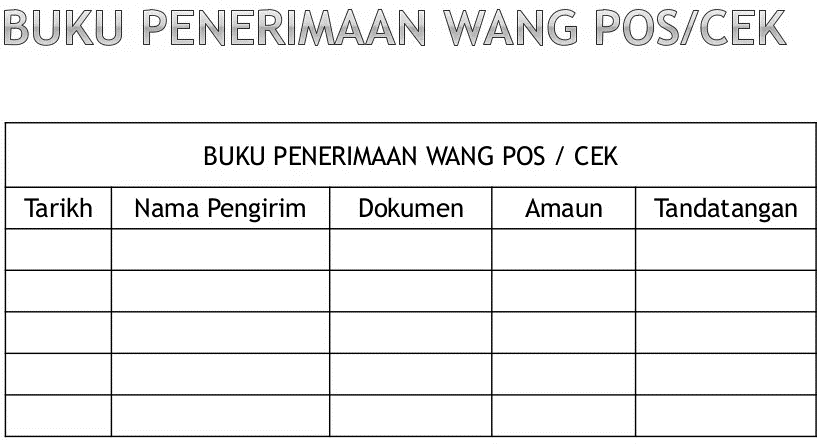 BUKU PENERIMAAN WANG POS/CEK
BUKU PENERIMAAN WANG POS / CEK
Tarikh Nama Pengirim Dokumen Amaun Tandatangan